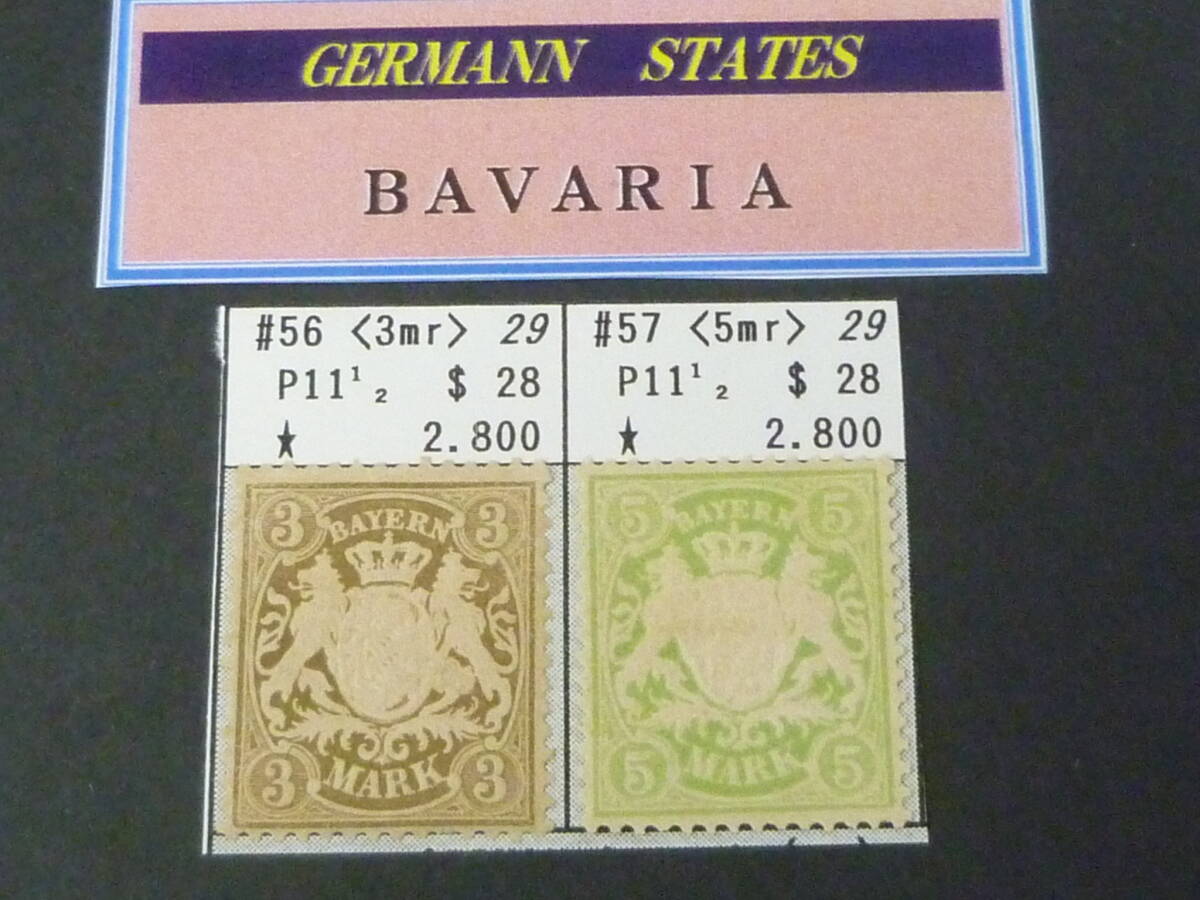 GERMANN STATES
BAVARIA
#56 <3mr> 29
P11¹₂ $ 28
★ 2.800
#57 <5mr> 29
P11¹₂ $ 28
★ 2.800
3 BAYERN 3
3 MARK 3
5 BAYERN 5
5 MARK 5